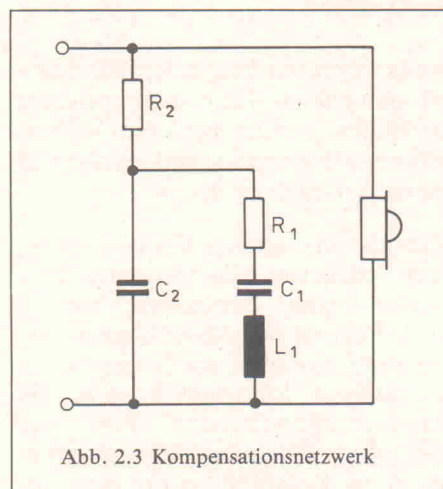 R₂
R₁
C₂
C₁
L₁
Abb. 2.3 Kompensationsnetzwerk